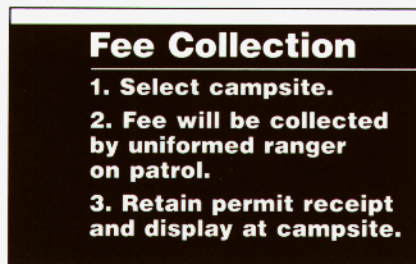 Fee Collection
1. Select campsite.
2. Fee will be collected
by uniformed ranger
on patrol.
3. Retain permit receipt
and display at campsite.